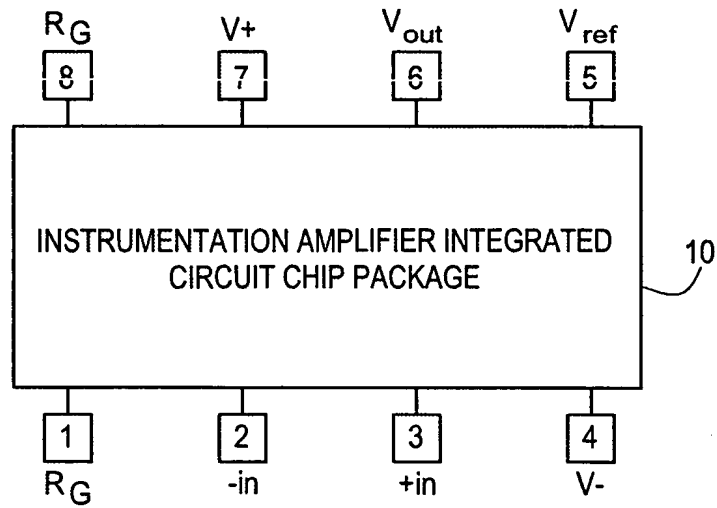 RG V+ Vout Vref
8 7 6 5
INSTRUMENTATION AMPLIFIER INTEGRATED
CIRCUIT CHIP PACKAGE
10
1 2 3 4
RG -in +in V-